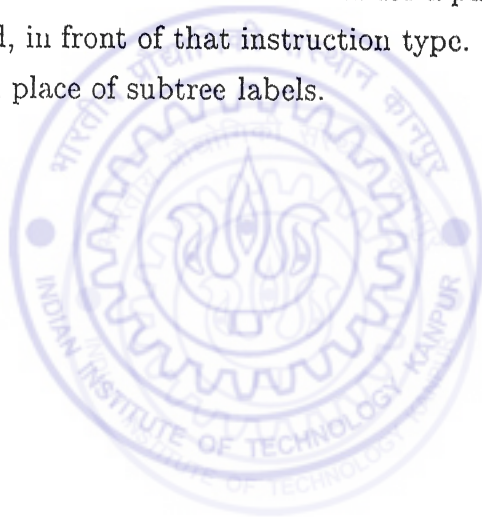 d, in front of that instruction type.
place of subtree labels.
भारतीय प्रौद्योगिकी संस्थान कानपुर
INDIAN INSTITUTE OF TECHNOLOGY KANPUR